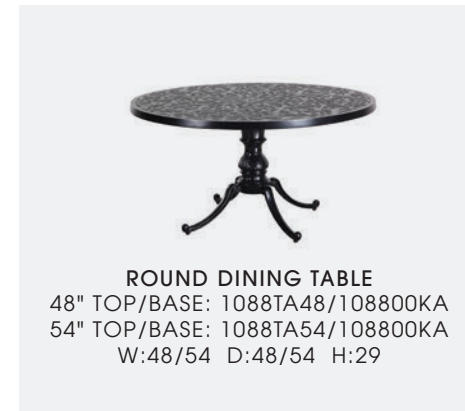 ROUND DINING TABLE
48" TOP/BASE: 1088TA48/108800KA
54" TOP/BASE: 1088TA54/108800KA
W:48/54 D:48/54 H:29